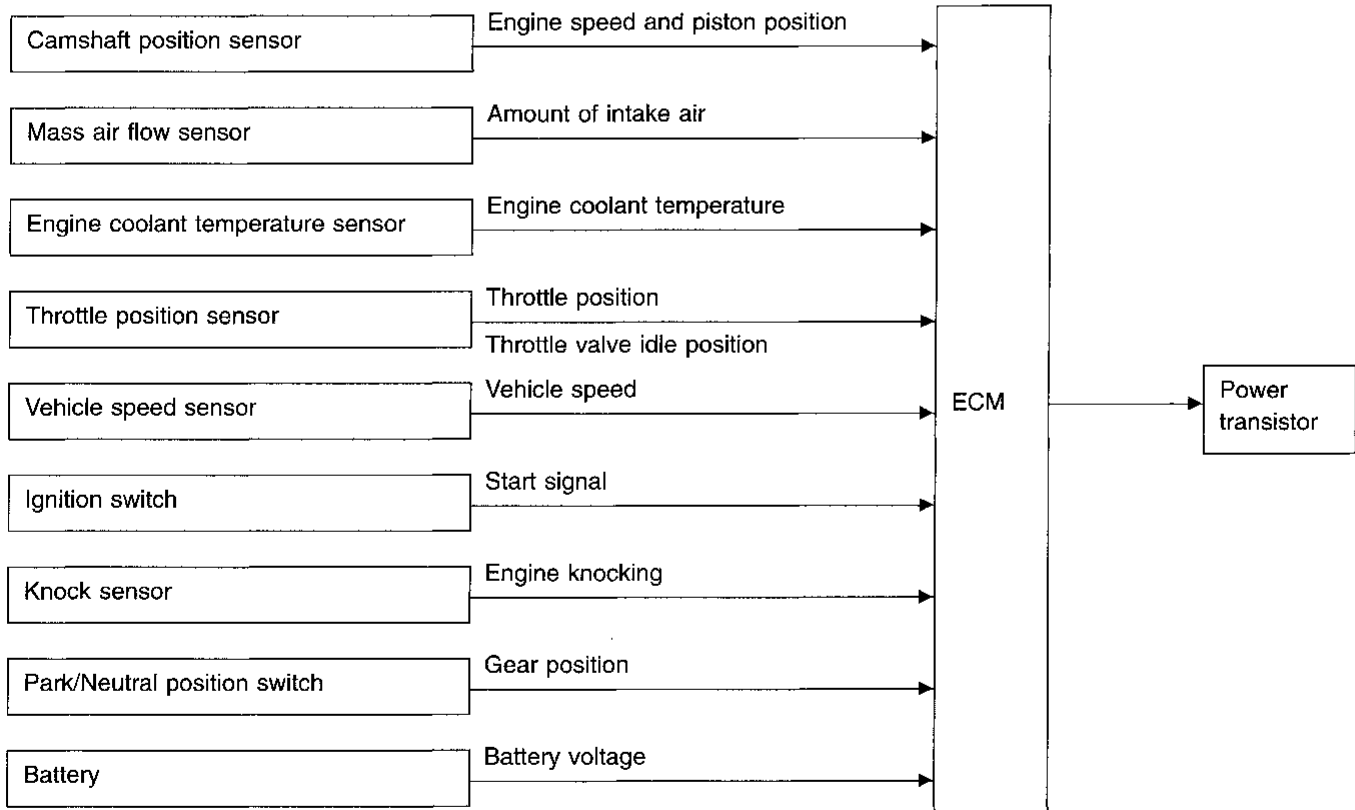 Camshaft position sensor
Engine speed and piston position
Mass air flow sensor
Amount of intake air
Engine coolant temperature sensor
Engine coolant temperature
Throttle position sensor
Throttle position
Throttle valve idle position
Vehicle speed sensor
Vehicle speed
Ignition switch
Start signal
Knock sensor
Engine knocking
Park/Neutral position switch
Gear position
Battery
Battery voltage
ECM
Power
transistor